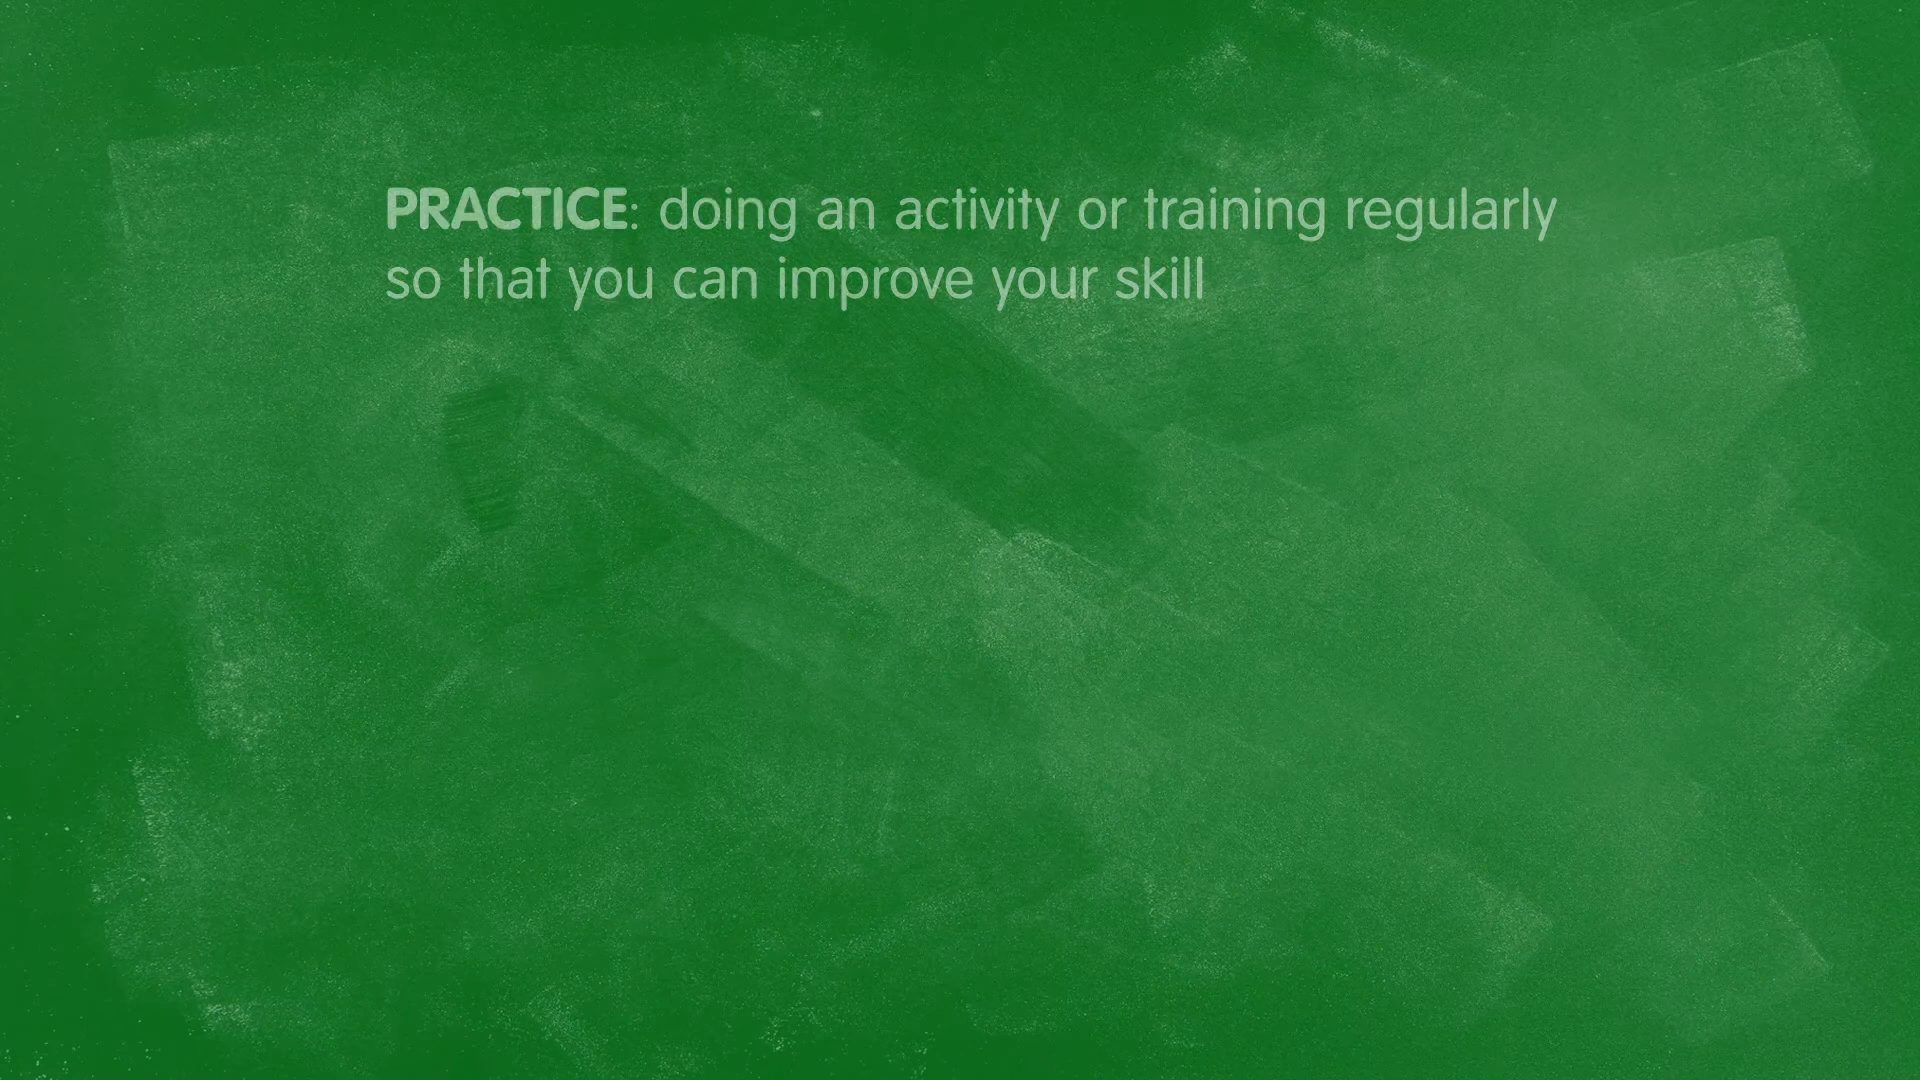 PRACTICE: doing an activity or training regularly
so that you can improve your skill